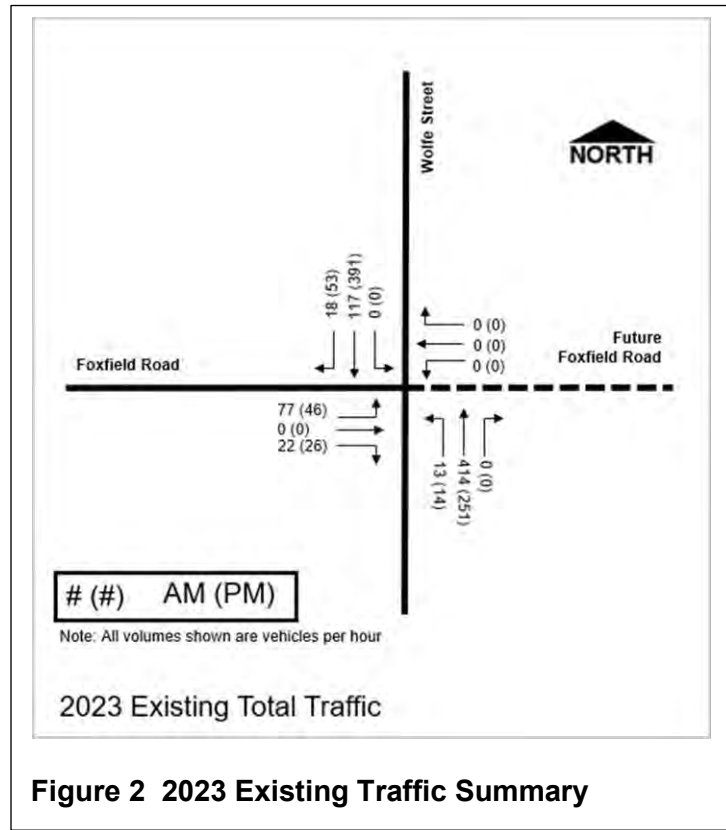 Wolfe Street
NORTH
18 (53)
117 (391)
0 (0)
0 (0)
0 (0)
0 (0)
Future
Foxfield Road
Foxfield Road
77 (46)
0 (0)
22 (26)
13 (14)
414 (251)
0 (0)
# (#) AM (PM)
Note: All volumes shown are vehicles per hour
2023 Existing Total Traffic
Figure 2 2023 Existing Traffic Summary